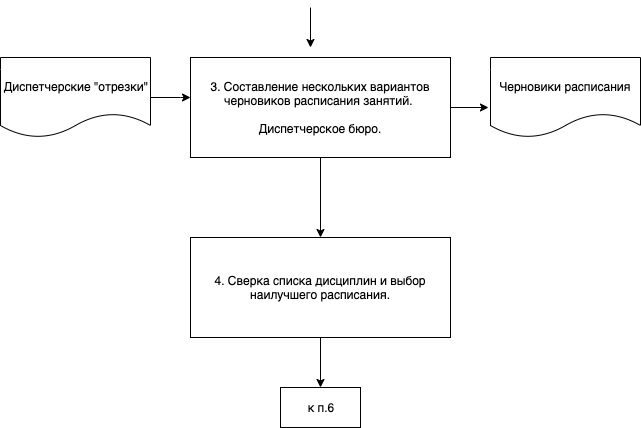 Диспетчерские "отрезки"
3. Составление нескольких вариантов
черновиков расписания занятий.
Диспетчерское бюро.
Черновики расписания
4. Сверка списка дисциплин и выбор
наилучшего расписания.
к п.6